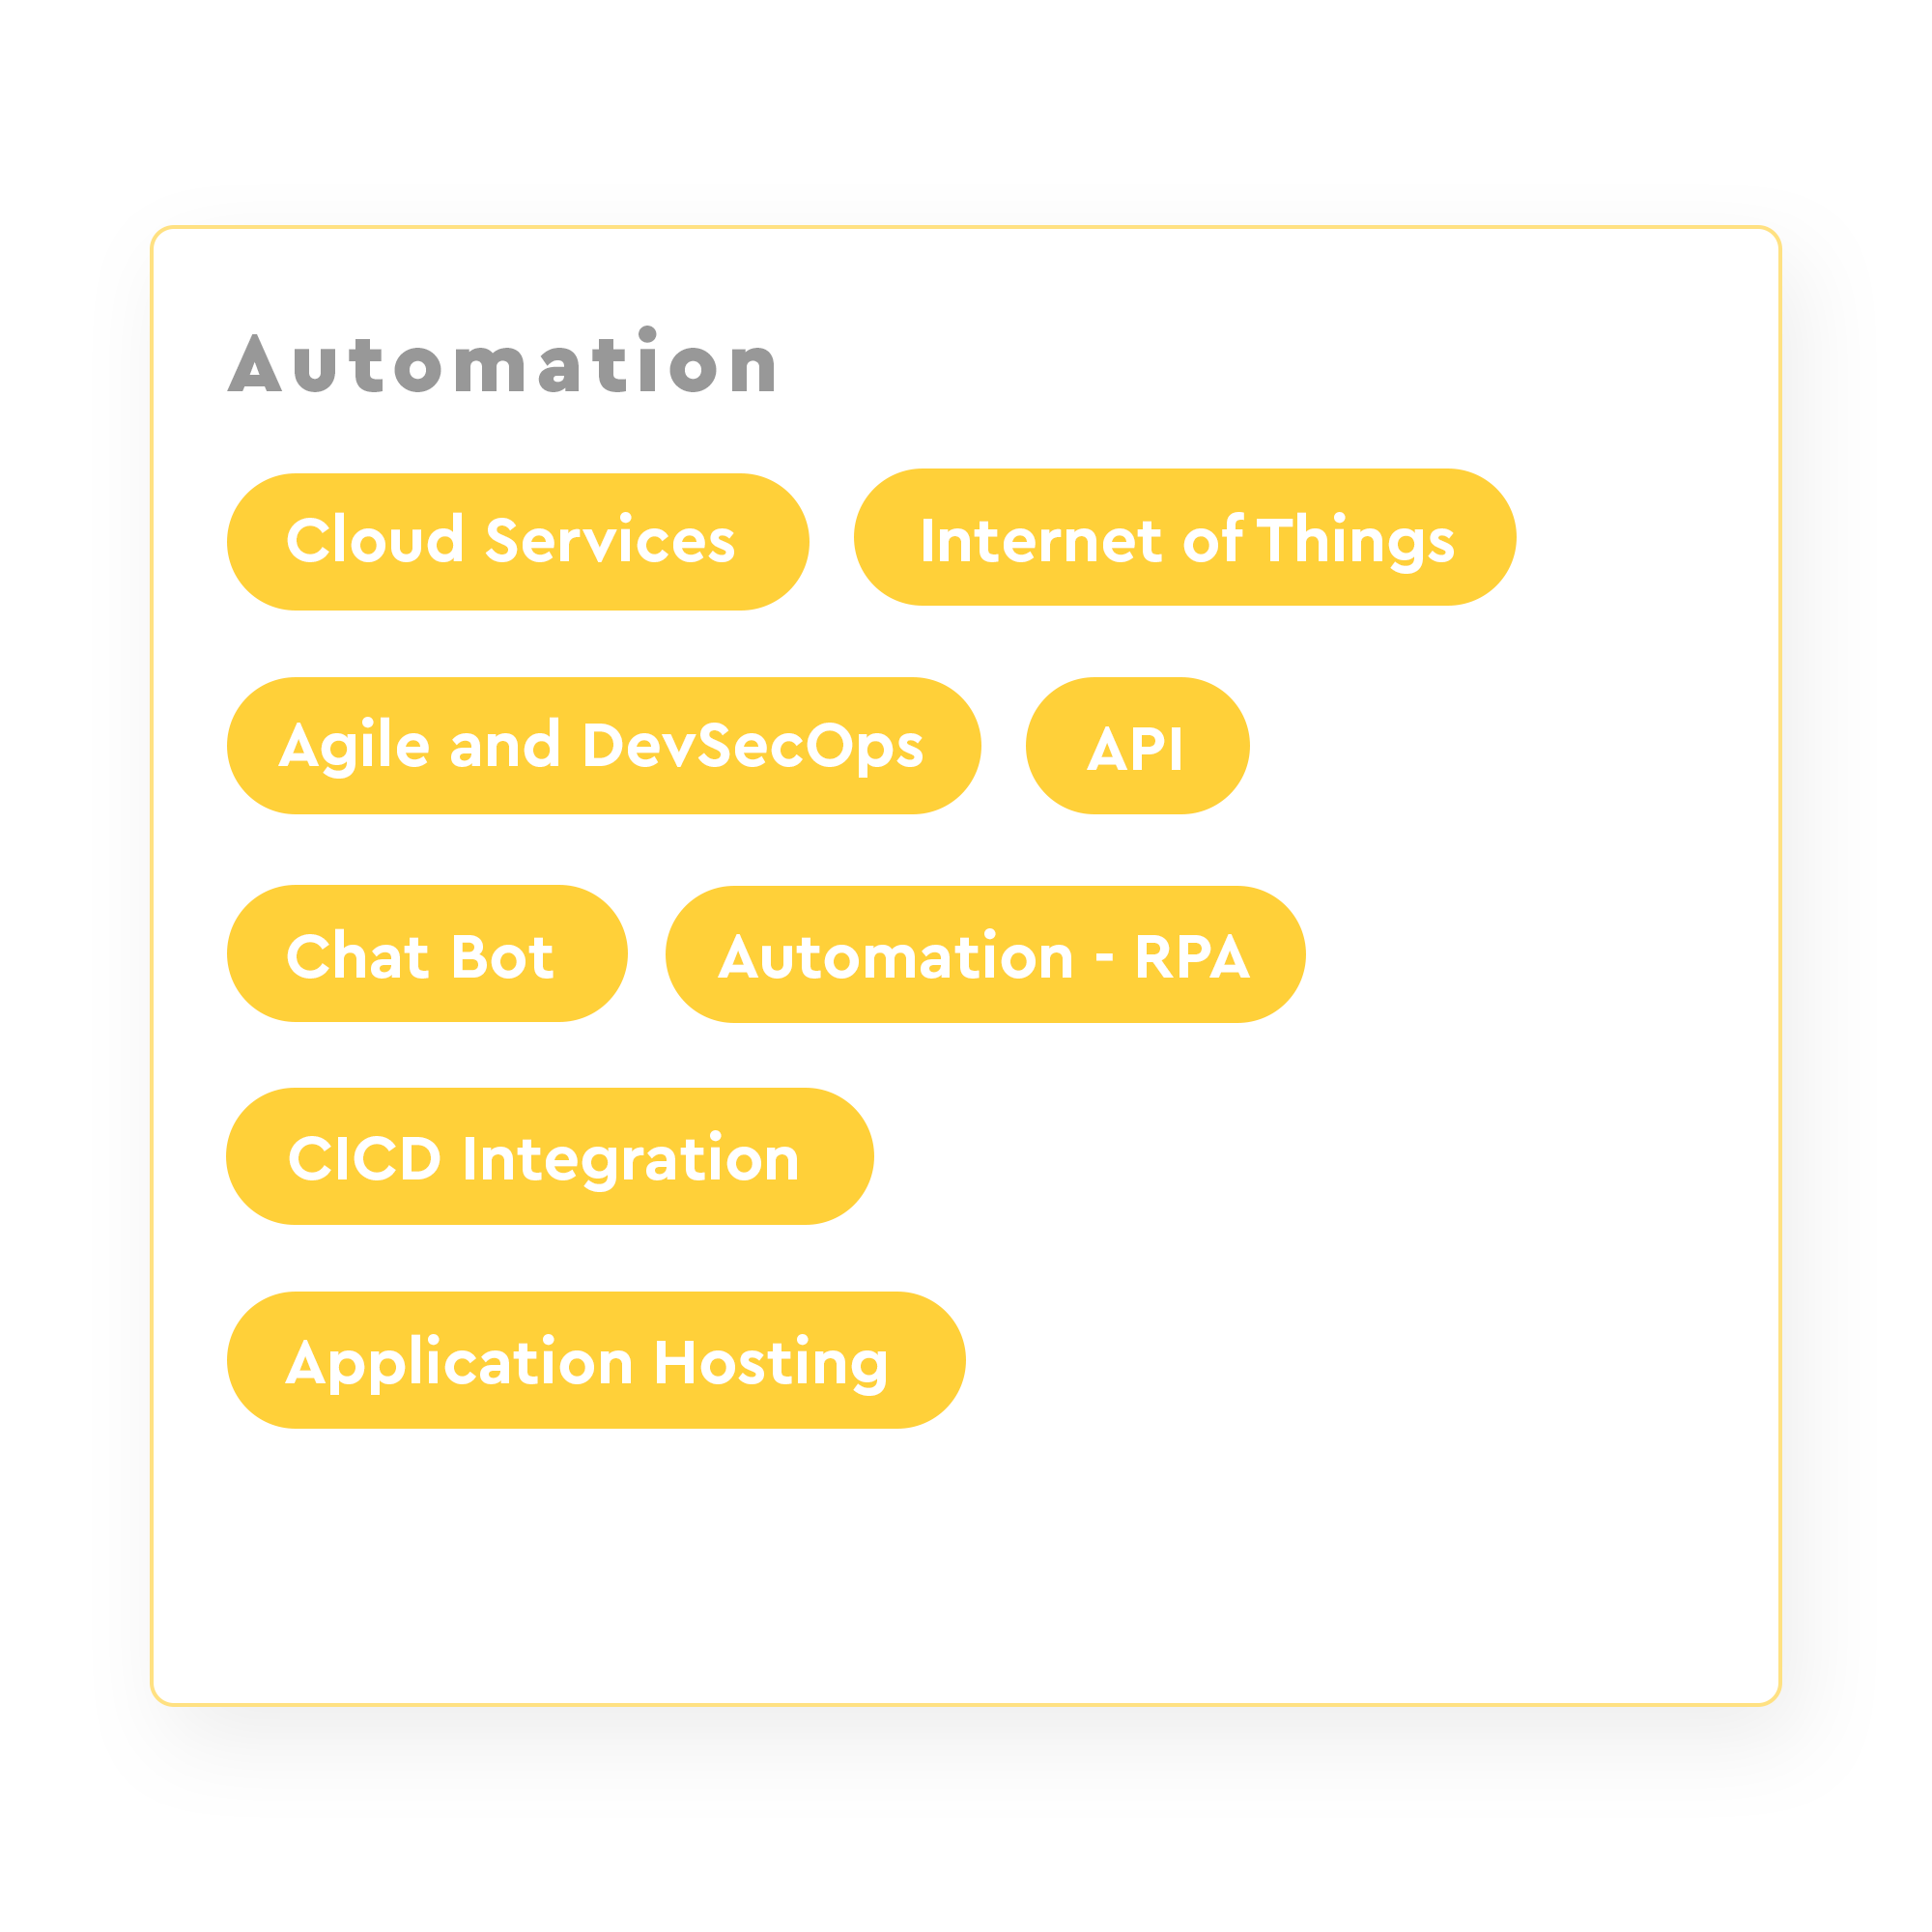 Automation
Cloud Services
Internet of Things
Agile and DevSecOps
API
Chat Bot
Automation - RPA
CICD Integration
Application Hosting